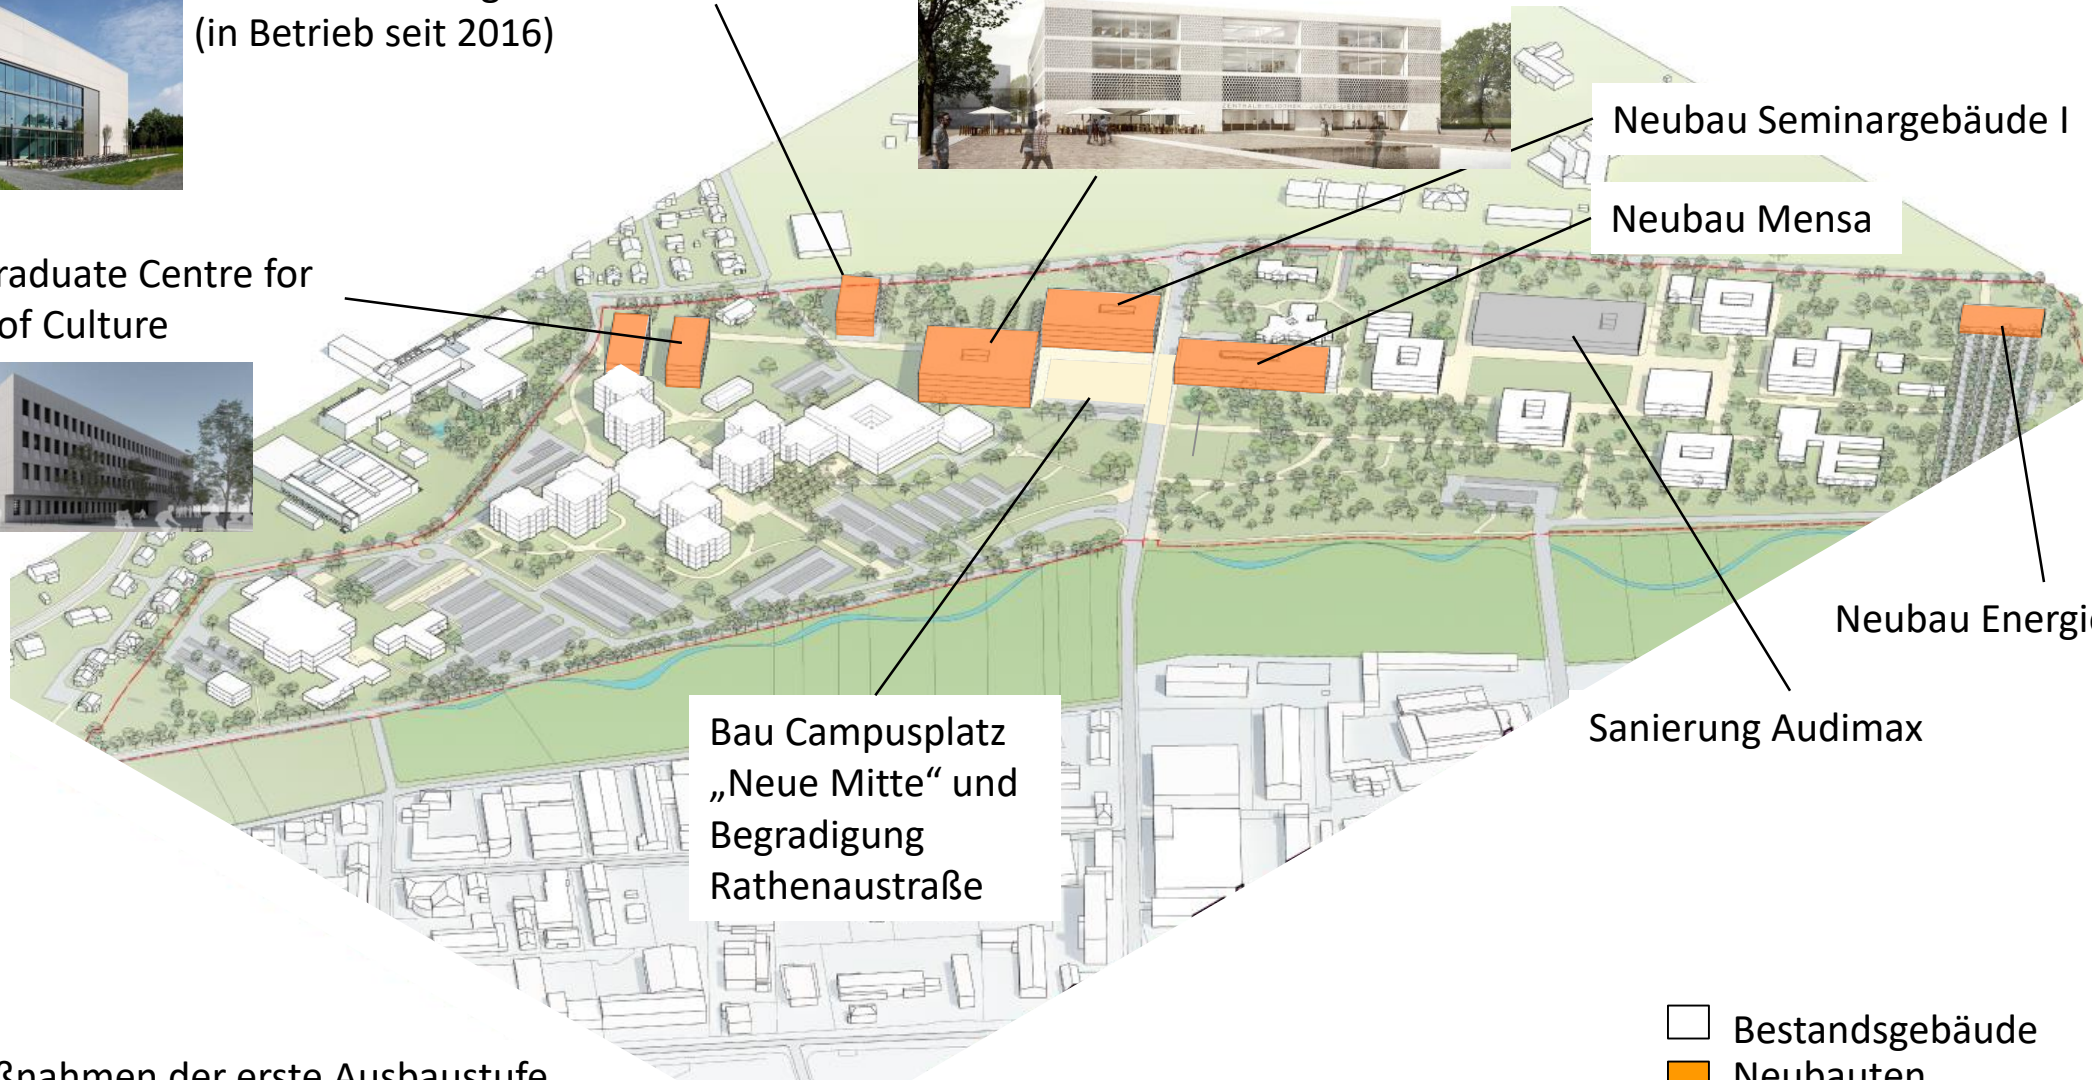 (in Betrieb seit 2016)
Neubau Seminargebäude I
Neubau Mensa
raduate Centre for
of Culture
Neubau Energie
Sanierung Audimax
Bau Campusplatz
„Neue Mitte“ und
Begradigung
Rathenaustraße
Bestandsgebäude
Neubauten
ßnahmen der erste Ausbaustufe